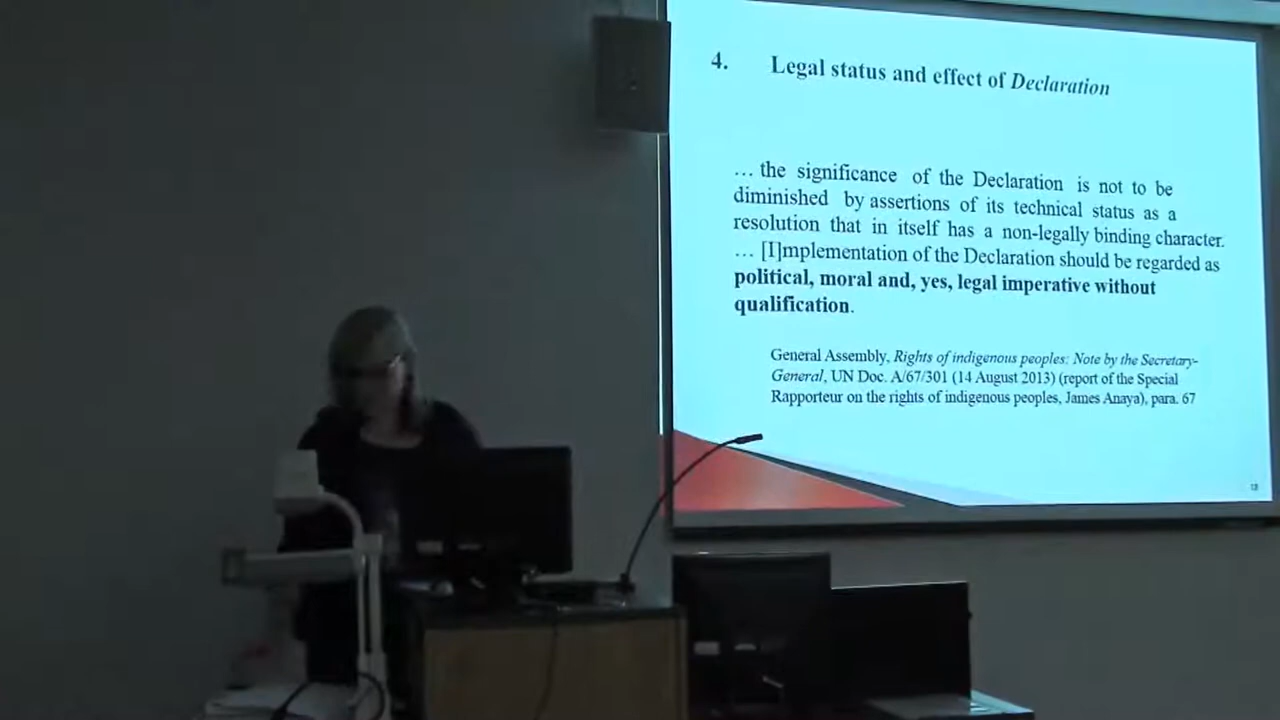 4. Legal status and effect of Declaration
… the significance of the Declaration is not to be
diminished by assertions of its technical status as a
resolution that in itself has a non-legally binding character.
… [I]mplementation of the Declaration should be regarded as
political, moral and, yes, legal imperative without
qualification.
General Assembly, Rights of indigenous peoples: Note by the Secretary-
General, UN Doc. A/67/301 (14 August 2013) (report of the Special
Rapporteur on the rights of indigenous peoples, James Anaya), para. 67